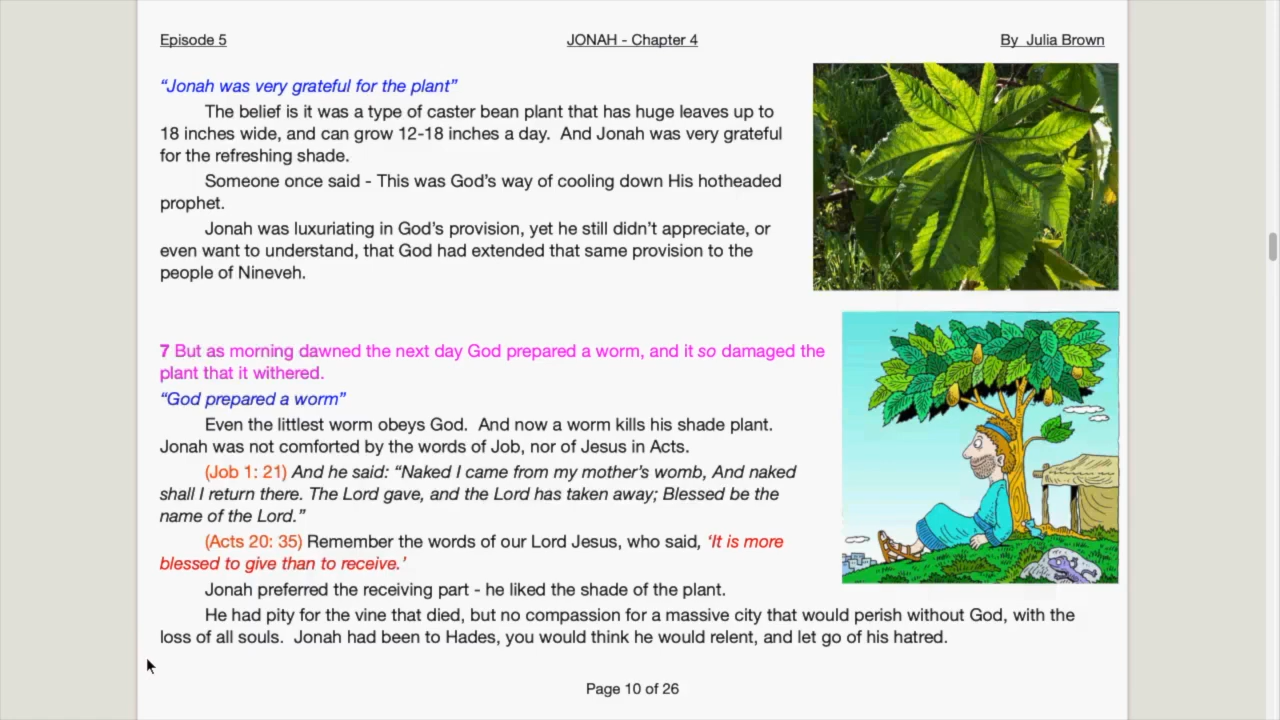 Episode 5 JONAH - Chapter 4 By Julia Brown
“Jonah was very grateful for the plant”
The belief is it was a type of caster bean plant that has huge leaves up to
18 inches wide, and can grow 12-18 inches a day. And Jonah was very grateful
for the refreshing shade.
Someone once said - This was God’s way of cooling down His hotheaded
prophet.
Jonah was luxuriating in God’s provision, yet he still didn’t appreciate, or
even want to understand, that God had extended that same provision to the
people of Nineveh.
7 But as morning dawned the next day God prepared a worm, and it so damaged the
plant that it withered.
“God prepared a worm”
Even the littlest worm obeys God. And now a worm kills his shade plant.
Jonah was not comforted by the words of Job, nor of Jesus in Acts.
(Job 1: 21) And he said: “Naked I came from my mother’s womb, And naked
shall I return there. The Lord gave, and the Lord has taken away; Blessed be the
name of the Lord.”
(Acts 20: 35) Remember the words of our Lord Jesus, who said, ‘It is more
blessed to give than to receive.’
Jonah preferred the receiving part - he liked the shade of the plant.
He had pity for the vine that died, but no compassion for a massive city that would perish without God, with the
loss of all souls. Jonah had been to Hades, you would think he would relent, and let go of his hatred.
Page 10 of 26